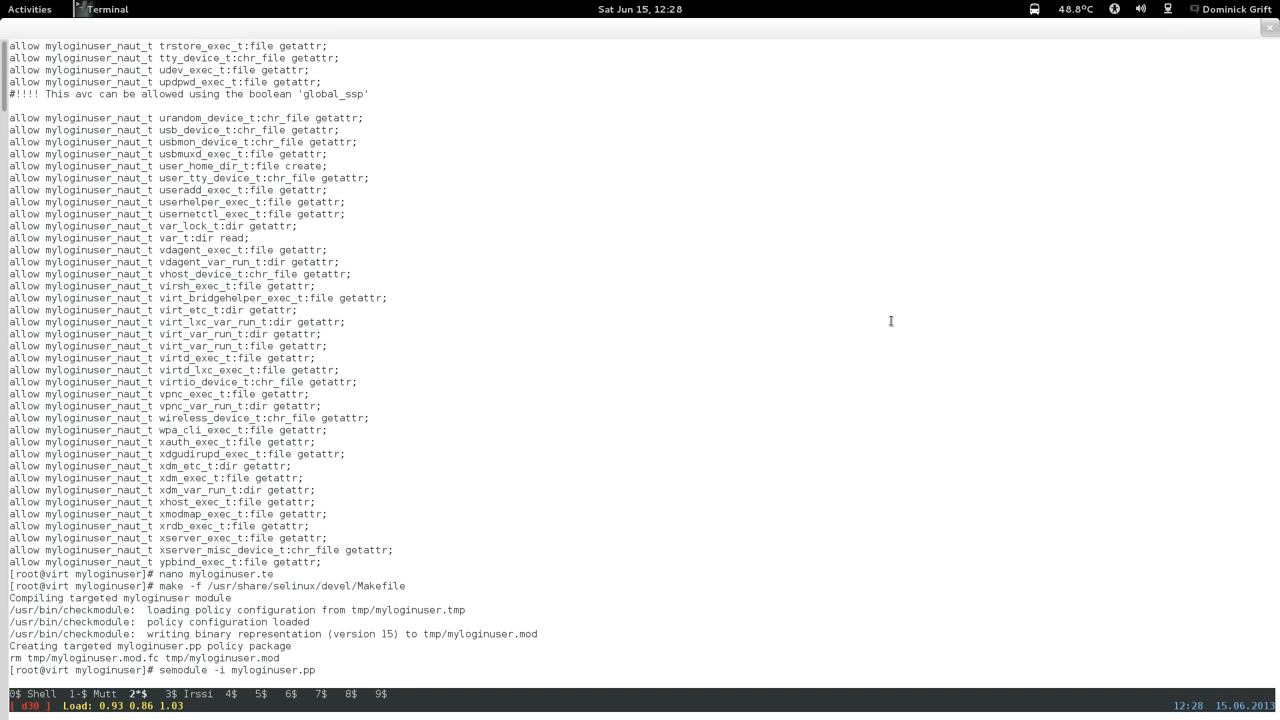 Activities Terminal Sat Jun 15, 12:28 48.8ºC Dominick Grift
allow myloginuser_naut_t trstore_exec_t:file getattr;
allow myloginuser_naut_t tty_device_t:chr_file getattr;
allow myloginuser_naut_t udev_exec_t:file getattr;
allow myloginuser_naut_t updpwd_exec_t:file getattr;
#!!!! This avc can be allowed using the boolean 'global_ssp'
allow myloginuser_naut_t urandom_device_t:chr_file getattr;
allow myloginuser_naut_t usb_device_t:chr_file getattr;
allow myloginuser_naut_t usbmon_device_t:chr_file getattr;
allow myloginuser_naut_t usbmuxd_exec_t:file getattr;
allow myloginuser_naut_t user_home_dir_t:file create;
allow myloginuser_naut_t user_tty_device_t:chr_file getattr;
allow myloginuser_naut_t useradd_exec_t:file getattr;
allow myloginuser_naut_t userhelper_exec_t:file getattr;
allow myloginuser_naut_t usernetctl_exec_t:file getattr;
allow myloginuser_naut_t var_lock_t:dir getattr;
allow myloginuser_naut_t var_t:dir read;
allow myloginuser_naut_t vdagent_exec_t:file getattr;
allow myloginuser_naut_t vdagent_var_run_t:dir getattr;
allow myloginuser_naut_t vhost_device_t:chr_file getattr;
allow myloginuser_naut_t virsh_exec_t:file getattr;
allow myloginuser_naut_t virt_bridgehelper_exec_t:file getattr;
allow myloginuser_naut_t virt_etc_t:dir getattr;
allow myloginuser_naut_t virt_lxc_var_run_t:dir getattr;
allow myloginuser_naut_t virt_var_run_t:dir getattr;
allow myloginuser_naut_t virt_var_run_t:file getattr;
allow myloginuser_naut_t virtd_exec_t:file getattr;
allow myloginuser_naut_t virtd_lxc_exec_t:file getattr;
allow myloginuser_naut_t virtio_device_t:chr_file getattr;
allow myloginuser_naut_t vpnc_exec_t:file getattr;
allow myloginuser_naut_t vpnc_var_run_t:dir getattr;
allow myloginuser_naut_t wireless_device_t:chr_file getattr;
allow myloginuser_naut_t wpa_cli_exec_t:file getattr;
allow myloginuser_naut_t xauth_exec_t:file getattr;
allow myloginuser_naut_t xdgudirupd_exec_t:file getattr;
allow myloginuser_naut_t xdm_etc_t:dir getattr;
allow myloginuser_naut_t xdm_exec_t:file getattr;
allow myloginuser_naut_t xdm_var_run_t:dir getattr;
allow myloginuser_naut_t xhost_exec_t:file getattr;
allow myloginuser_naut_t xmodmap_exec_t:file getattr;
allow myloginuser_naut_t xrdb_exec_t:file getattr;
allow myloginuser_naut_t xserver_exec_t:file getattr;
allow myloginuser_naut_t xserver_misc_device_t:chr_file getattr;
allow myloginuser_naut_t ypbind_exec_t:file getattr;
[root@virt myloginuser]# nano myloginuser.te
[root@virt myloginuser]# make -f /usr/share/selinux/devel/Makefile
Compiling targeted myloginuser module
/usr/bin/checkmodule:  loading policy configuration from tmp/myloginuser.tmp
/usr/bin/checkmodule:  policy configuration loaded
/usr/bin/checkmodule:  writing binary representation (version 15) to tmp/myloginuser.mod
Creating targeted myloginuser.pp policy package
rm tmp/myloginuser.mod.fc tmp/myloginuser.mod
[root@virt myloginuser]# semodule -i myloginuser.pp
0$ Shell  1-$ Mutt  2*$  3$ Irssi  4$  5$  6$  7$  8$  9$
[ d30 ]  Load: 0.93 0.86 1.03 12:28 15.06.2013